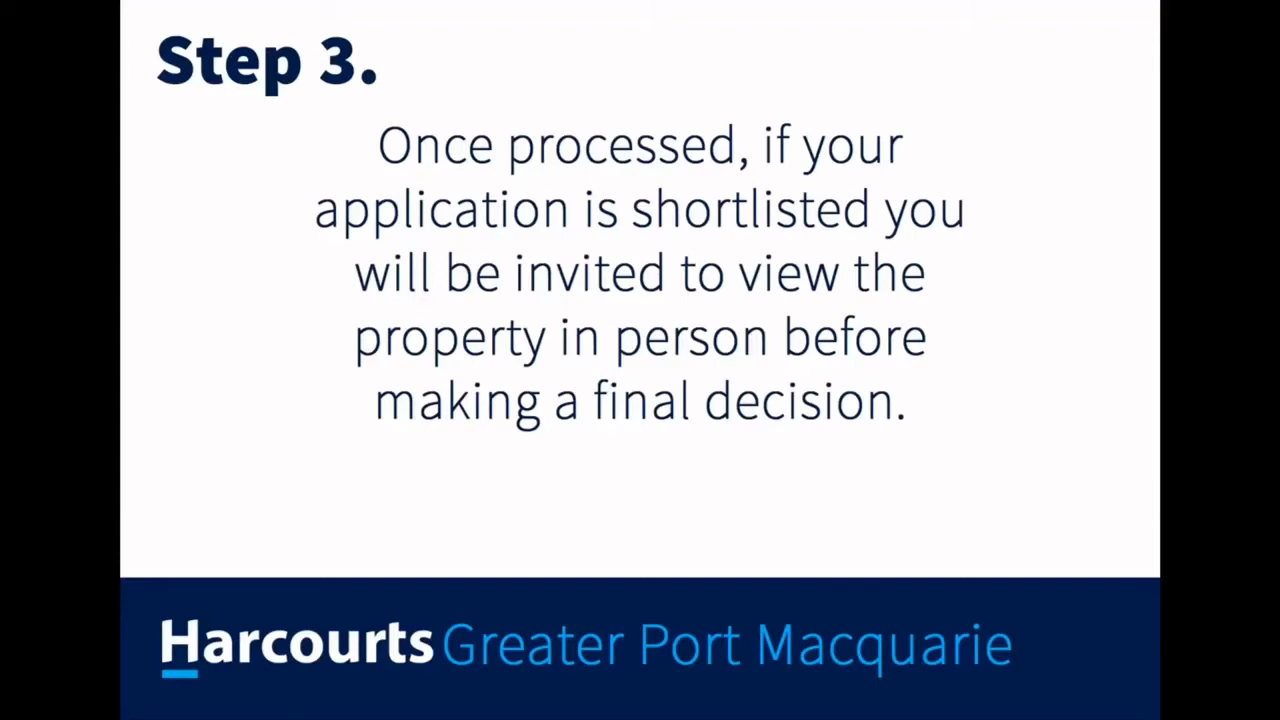 Step 3.
Once processed, if your
application is shortlisted you
will be invited to view the
property in person before
making a final decision.
Harcourts Greater Port Macquarie